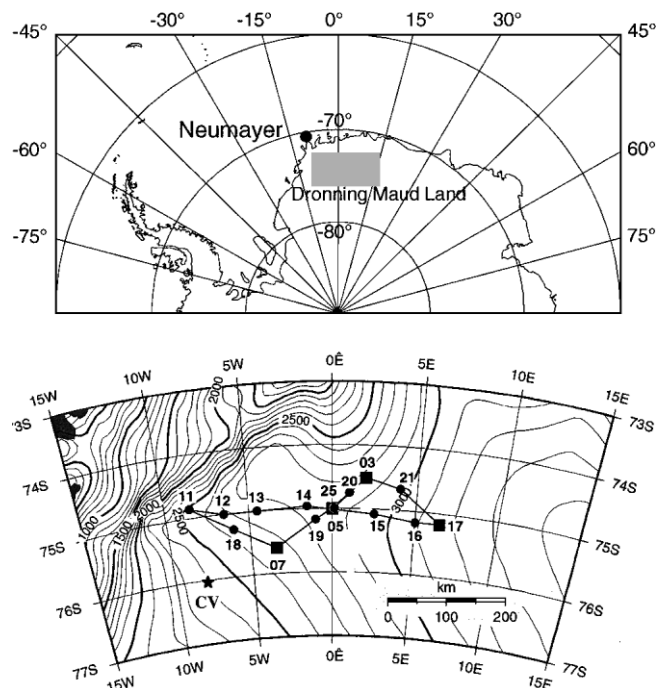 -45° -30° -15° 0° 15° 30° 45°
Neumayer
-70°
-60° 60°
Dronning Maud Land
-75° -80° 75°
15W 10W 5W 0Ê 5E 10E 15E
2000
73S 73S
2500
03
74S 74S
21
20
25
11 12 13 14
3000
1000
1500
2500
05 15 16 17
18 19
75S 75S
07
km
CV
76S 76S
0 100 200
77S 77S
15W 10W 5W 0Ê 5E 10E 15E